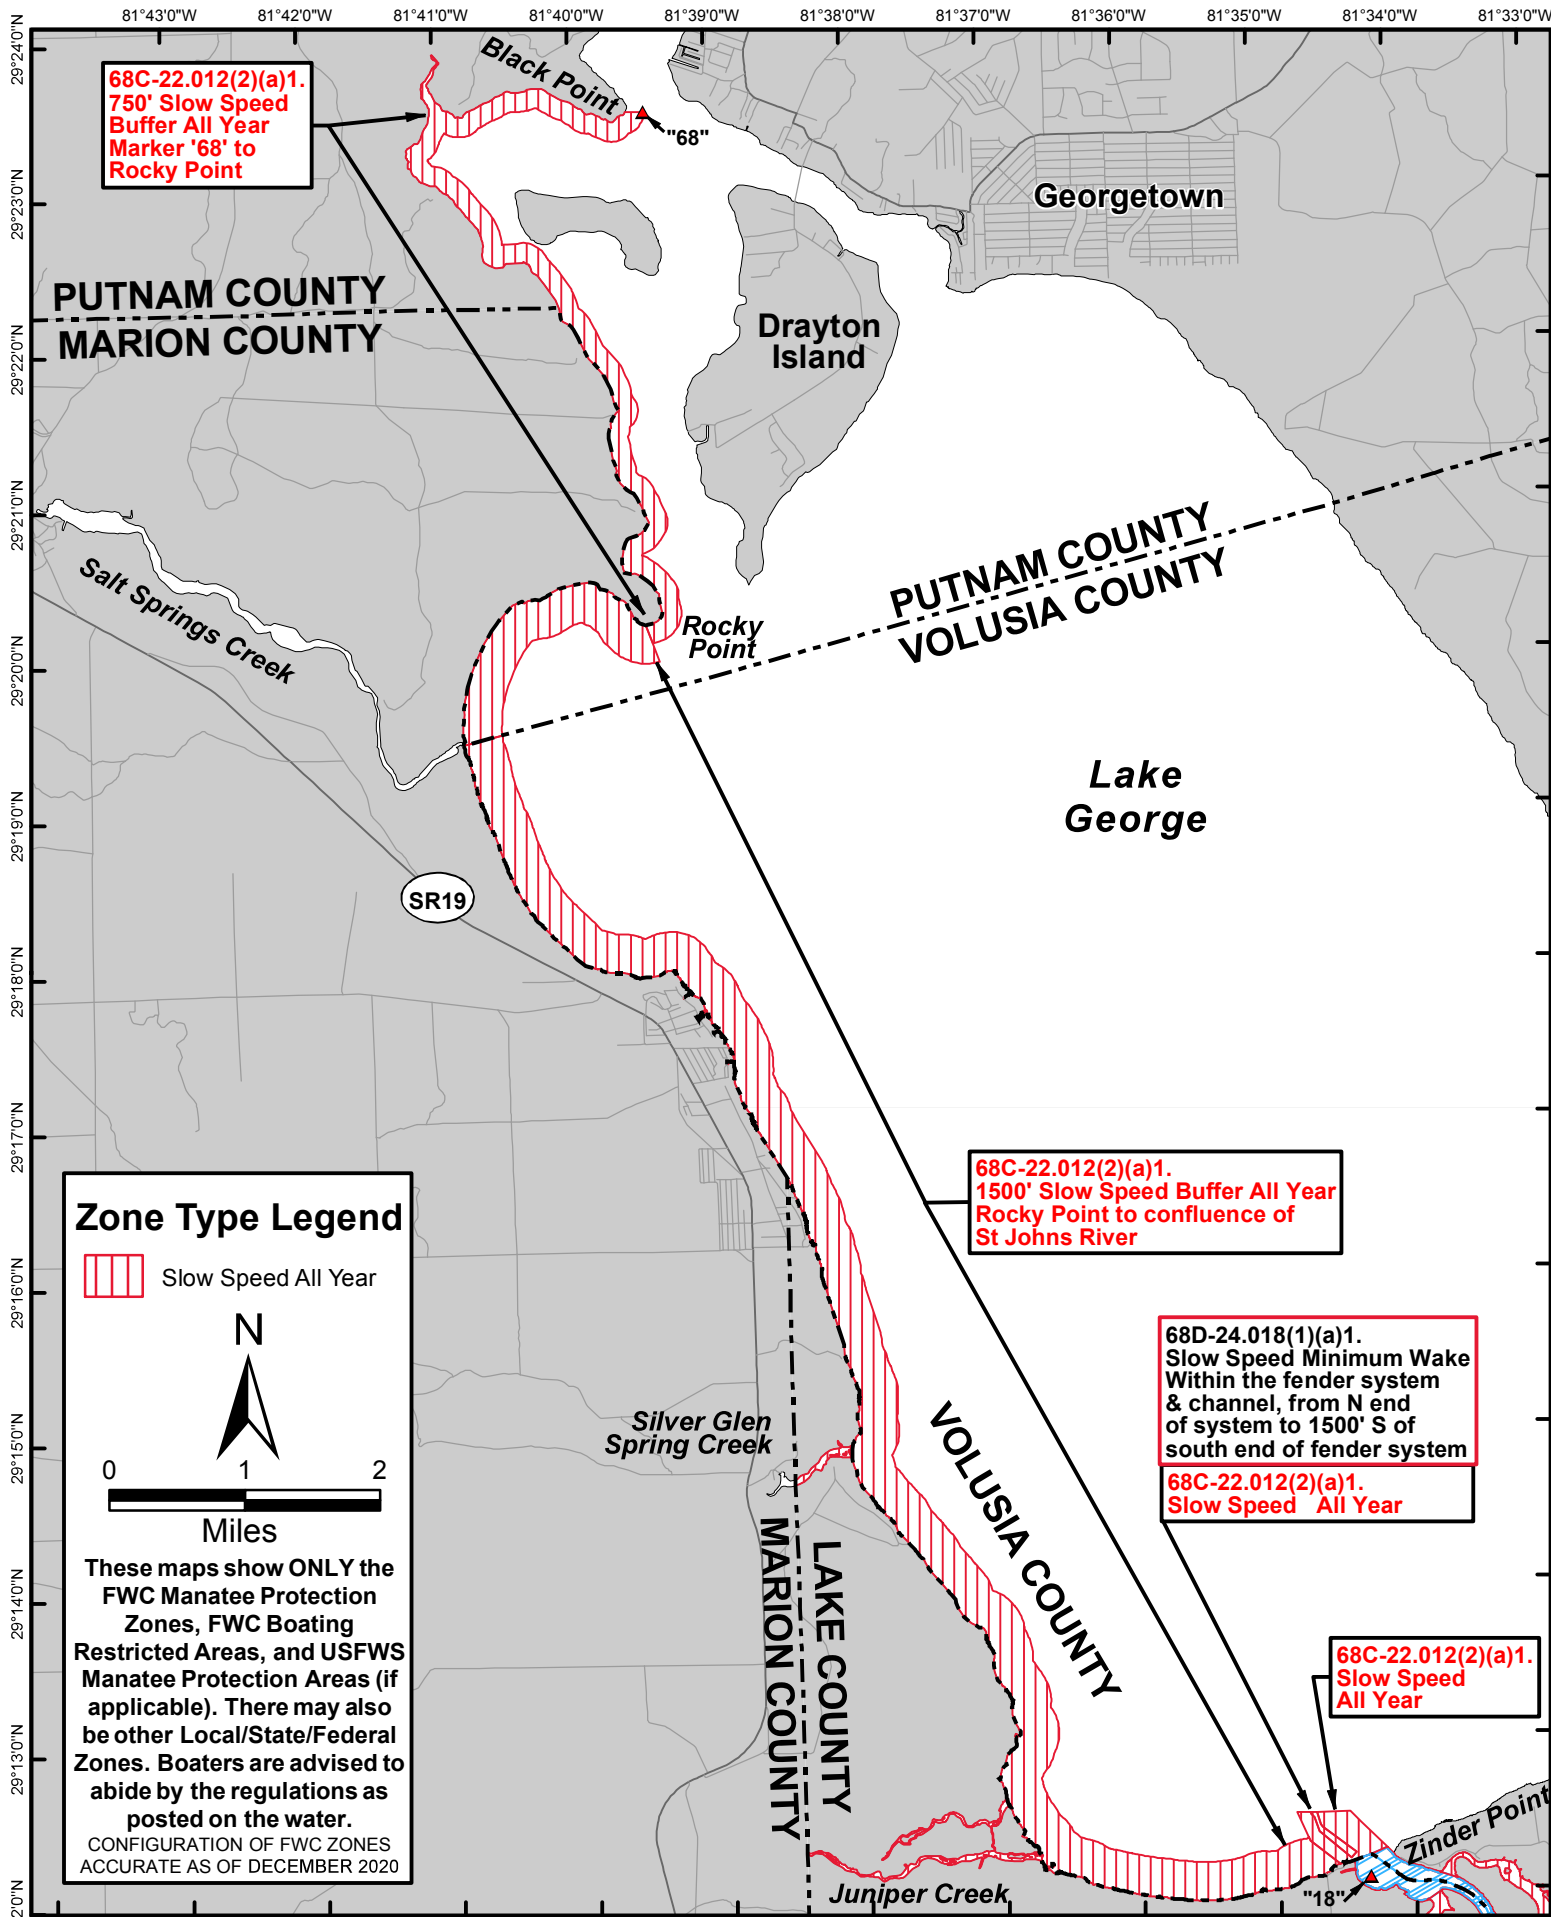 81°43'0"W
81°42'0"W
81°41'0"W
81°40'0"W
81°39'0"W
81°38'0"W
81°37'0"W
81°36'0"W
81°35'0"W
81°34'0"W
81°33'0"W
29°24'0"N
29°23'0"N
29°22'0"N
29°21'0"N
29°20'0"N
29°19'0"N
29°18'0"N
29°17'0"N
29°16'0"N
29°15'0"N
29°14'0"N
29°13'0"N
2'0"N
68C-22.012(2)(a)1.
750' Slow Speed
Buffer All Year
Marker '68' to
Rocky Point
Black Point
"68"
Georgetown
PUTNAM COUNTY
MARION COUNTY
Drayton
Island
Salt Springs Creek
Rocky
Point
PUTNAM COUNTY
VOLUSIA COUNTY
Lake
George
SR19
68C-22.012(2)(a)1.
1500' Slow Speed Buffer All Year
Rocky Point to confluence of
St Johns River
68D-24.018(1)(a)1.
Slow Speed Minimum Wake
Within the fender system
& channel, from N end
of system to 1500' S of
south end of fender system
68C-22.012(2)(a)1.
Slow Speed All Year
68C-22.012(2)(a)1.
Slow Speed
All Year
Silver Glen
Spring Creek
VOLUSIA COUNTY
LAKE COUNTY
MARION COUNTY
Juniper Creek
Zinder Point
"18"
Zone Type Legend
Slow Speed All Year
N
0 1 2
Miles
These maps show ONLY the
FWC Manatee Protection
Zones, FWC Boating
Restricted Areas, and USFWS
Manatee Protection Areas (if
applicable). There may also
be other Local/State/Federal
Zones. Boaters are advised to
abide by the regulations as
posted on the water.
CONFIGURATION OF FWC ZONES
ACCURATE AS OF DECEMBER 2020